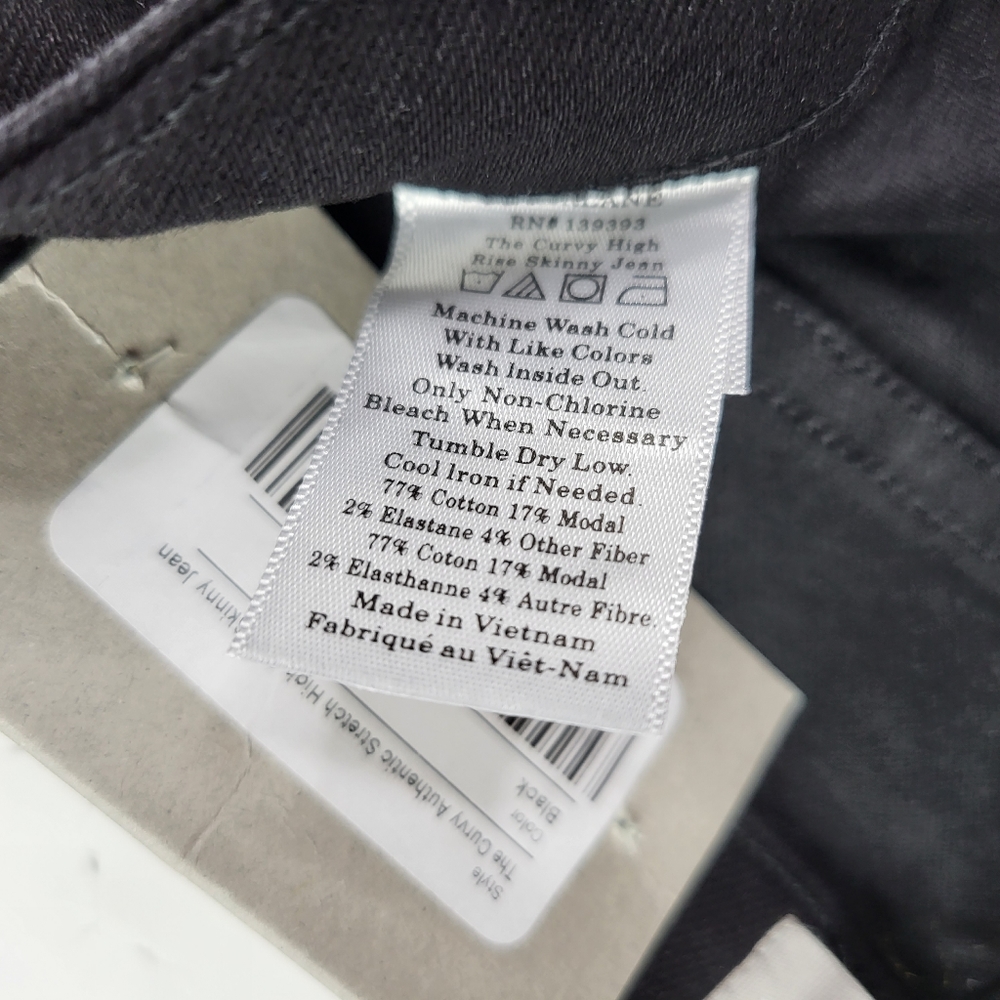 RN# 139393
The Curvy High
Rise Skinny Jean
Machine Wash Cold
With Like Colors
Wash Inside Out.
Only Non-Chlorine
Bleach When Necessary
Tumble Dry Low.
Cool Iron if Needed.
77% Cotton 17% Modal
2% Elastane 4% Other Fiber
77% Coton 17% Modal
2% Elasthanne 4% Autre Fibre.
Made in Vietnam
Fabriqué au Viêt-Nam
Style
The Curvy Authentic Stretch High
Skinny Jean
Color
Black